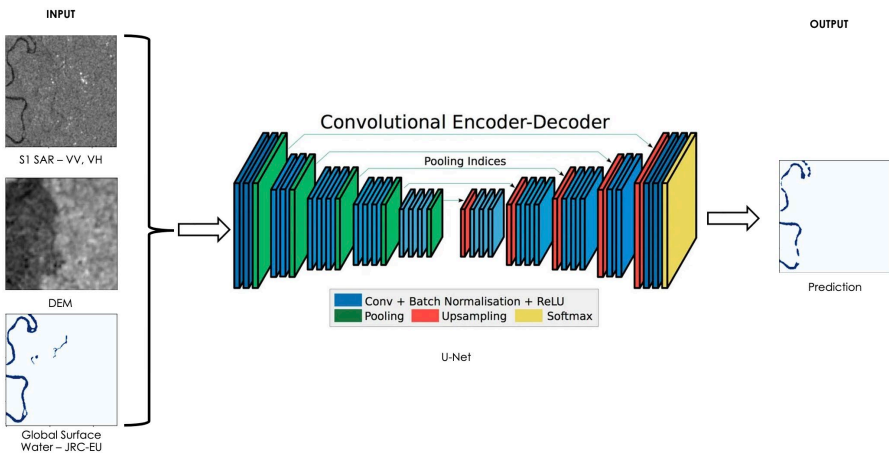 INPUT
OUTPUT
S1 SAR – VV, VH
DEM
Global Surface
Water – JRC-EU
Convolutional Encoder-Decoder
Pooling Indices
Conv + Batch Normalisation + ReLU
Pooling Upsampling Softmax
U-Net
Prediction